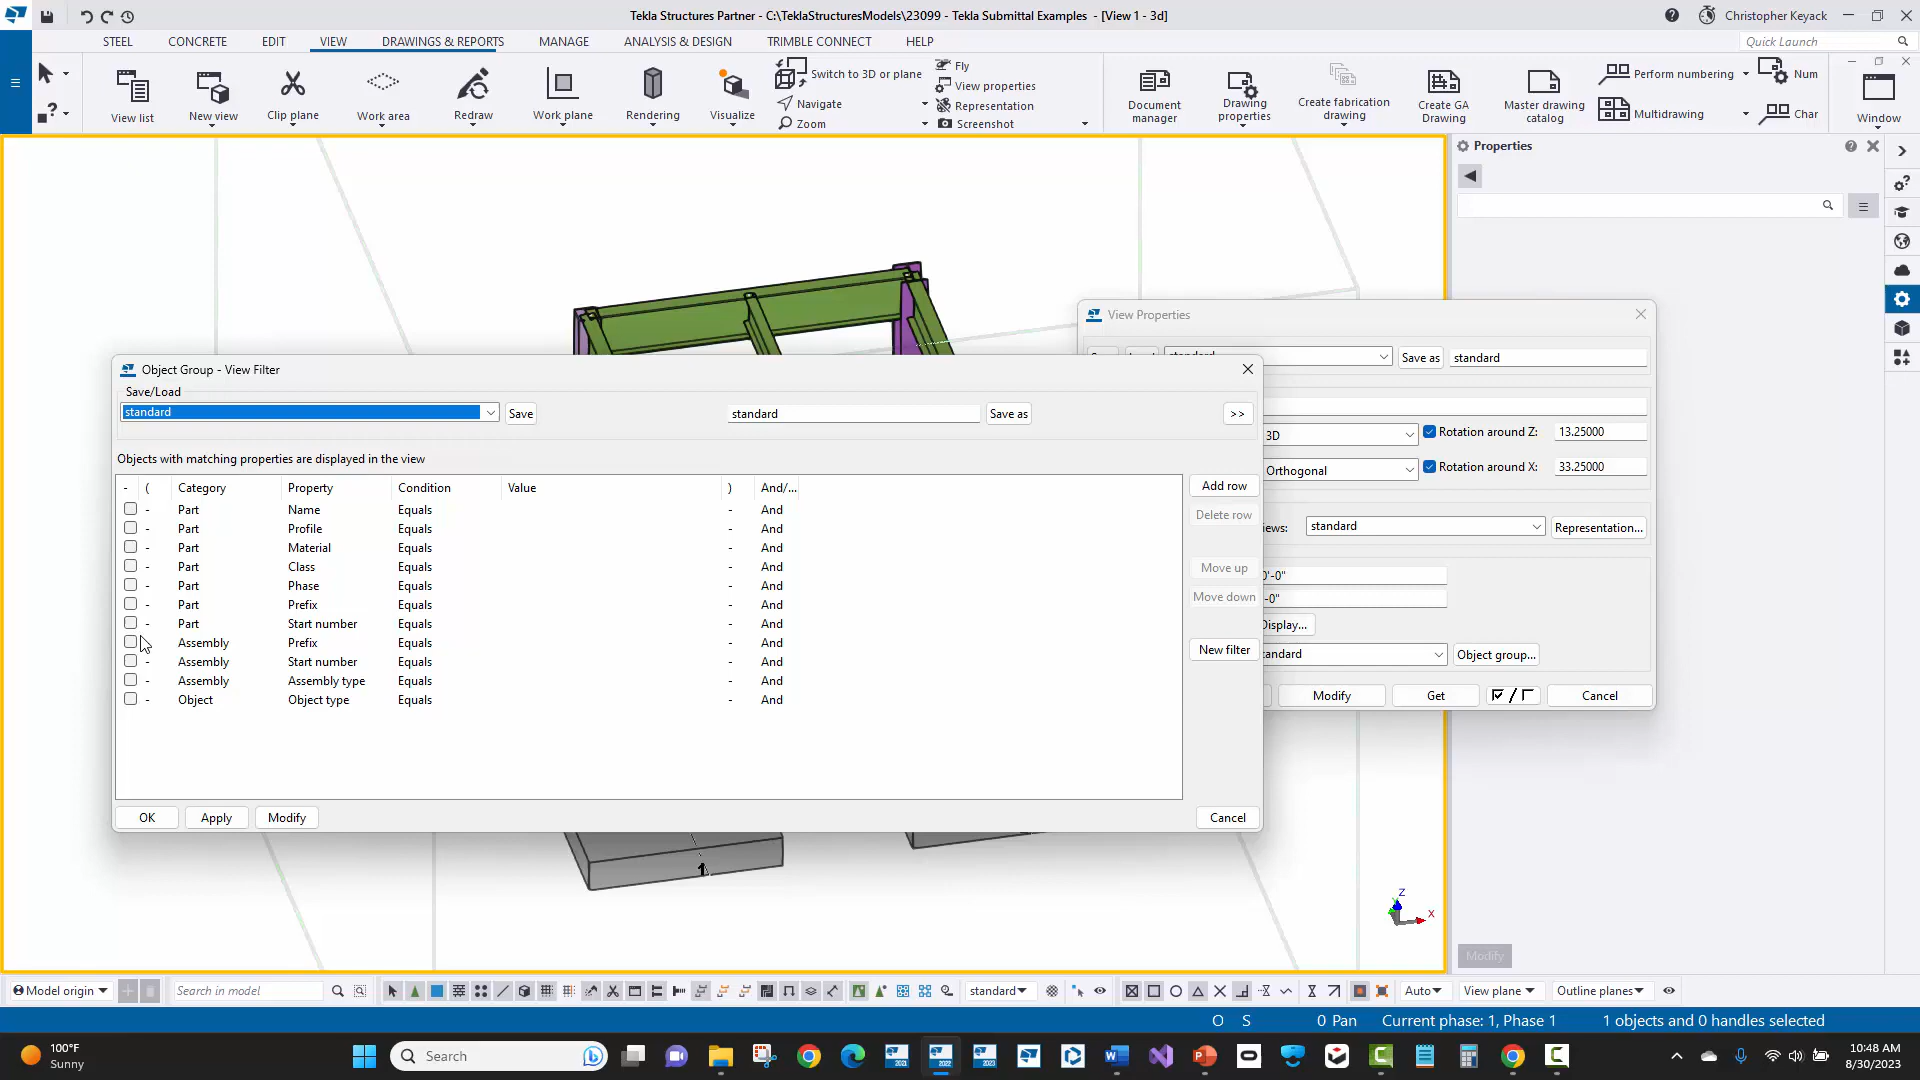 Tekla Structures Partner - C:\TeklaStructuresModels\23099 - Tekla Submittal Examples - [View 1 - 3d]
Christopher Keyack
STEEL CONCRETE EDIT VIEW DRAWINGS & REPORTS MANAGE ANALYSIS & DESIGN TRIMBLE CONNECT HELP
Quick Launch
View list
New view
Clip plane
Work area
Redraw
Work plane
Rendering
Visualize
Switch to 3D or plane
Navigate
Zoom
Fly
View properties
Representation
Screenshot
Document manager
Drawing properties
Create fabrication drawing
Create GA Drawing
Master drawing catalog
Perform numbering
Multidrawing
Num
Char
Window
Properties
View Properties
standard Save as standard
3D Rotation around Z: 13.25000
Orthogonal Rotation around X: 33.25000
iews: standard Representation...
0'-0"
-0"
Display...
tandard Object group...
Modify Get / Cancel
Object Group - View Filter
Save/Load
standard Save standard Save as >>
Objects with matching properties are displayed in the view
- ( Category Property Condition Value ) And/...
- Part Name Equals - And
- Part Profile Equals - And
- Part Material Equals - And
- Part Class Equals - And
- Part Phase Equals - And
- Part Prefix Equals - And
- Part Start number Equals - And
- Assembly Prefix Equals - And
- Assembly Start number Equals - And
- Assembly Assembly type Equals - And
- Object Object type Equals - And
Add row
Delete row
Move up
Move down
New filter
OK Apply Modify Cancel
1
Z
X
Modify
Model origin Search in model standard Auto View plane Outline planes
O S 0 Pan Current phase: 1, Phase 1 1 objects and 0 handles selected
100°F
Sunny
Search
2021 2022 2023
10:48 AM
8/30/2023